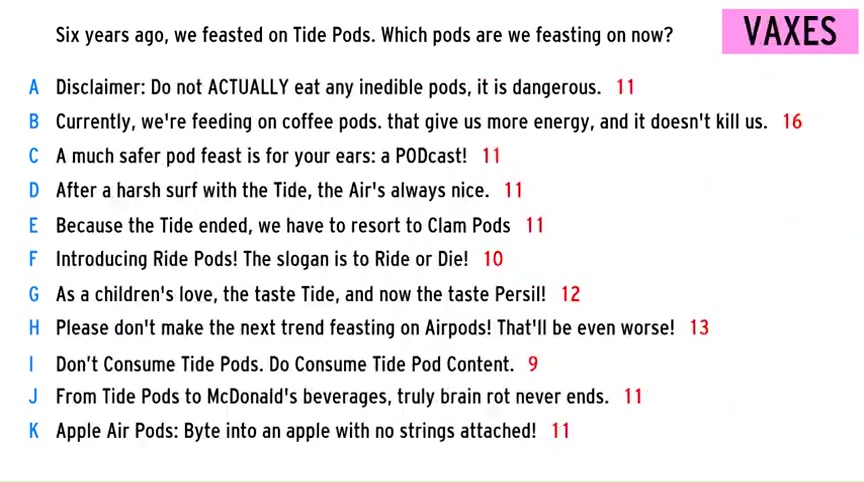 Six years ago, we feasted on Tide Pods. Which pods are we feasting on now?
VAXES
A Disclaimer: Do not ACTUALLY eat any inedible pods, it is dangerous. 11
B Currently, we're feeding on coffee pods. that give us more energy, and it doesn't kill us. 16
C A much safer pod feast is for your ears: a PODcast! 11
D After a harsh surf with the Tide, the Air's always nice. 11
E Because the Tide ended, we have to resort to Clam Pods 11
F Introducing Ride Pods! The slogan is to Ride or Die! 10
G As a children's love, the taste Tide, and now the taste Persil! 12
H Please don't make the next trend feasting on Airpods! That'll be even worse! 13
I Don't Consume Tide Pods. Do Consume Tide Pod Content. 9
J From Tide Pods to McDonald's beverages, truly brain rot never ends. 11
K Apple Air Pods: Byte into an apple with no strings attached! 11